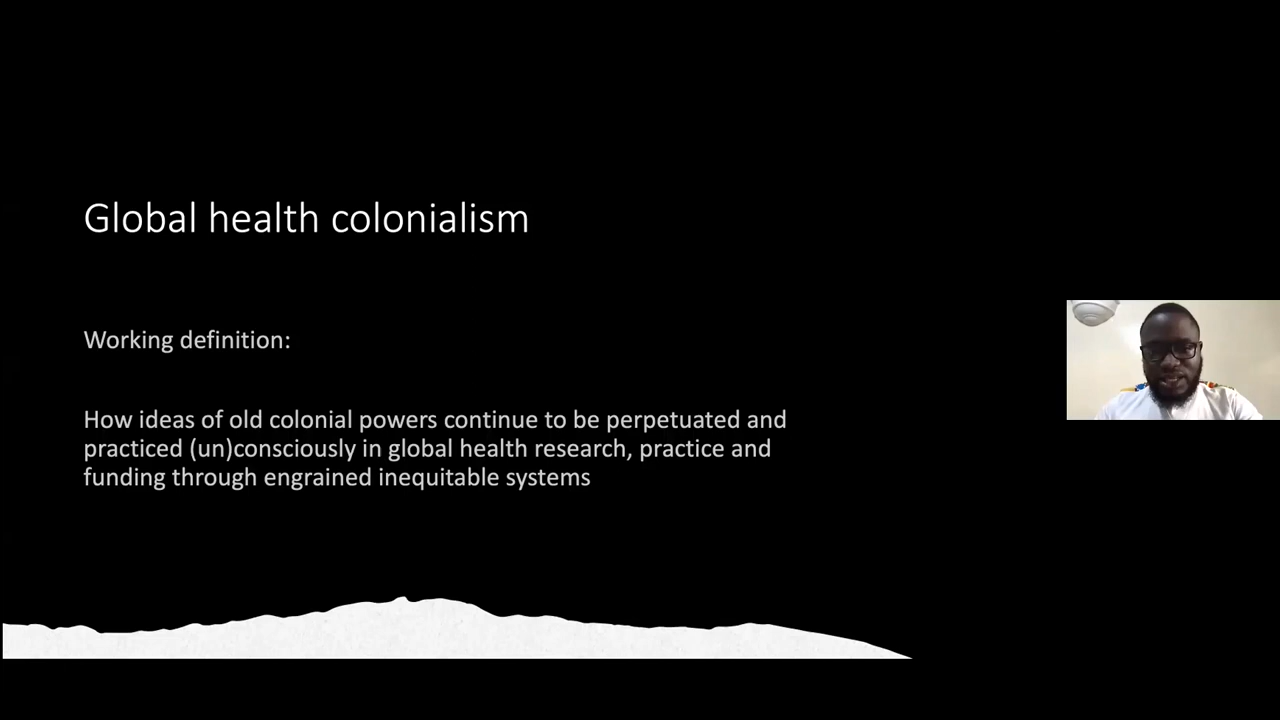 Global health colonialism
Working definition:
How ideas of old colonial powers continue to be perpetuated and
practiced (un)consciously in global health research, practice and
funding through engrained inequitable systems